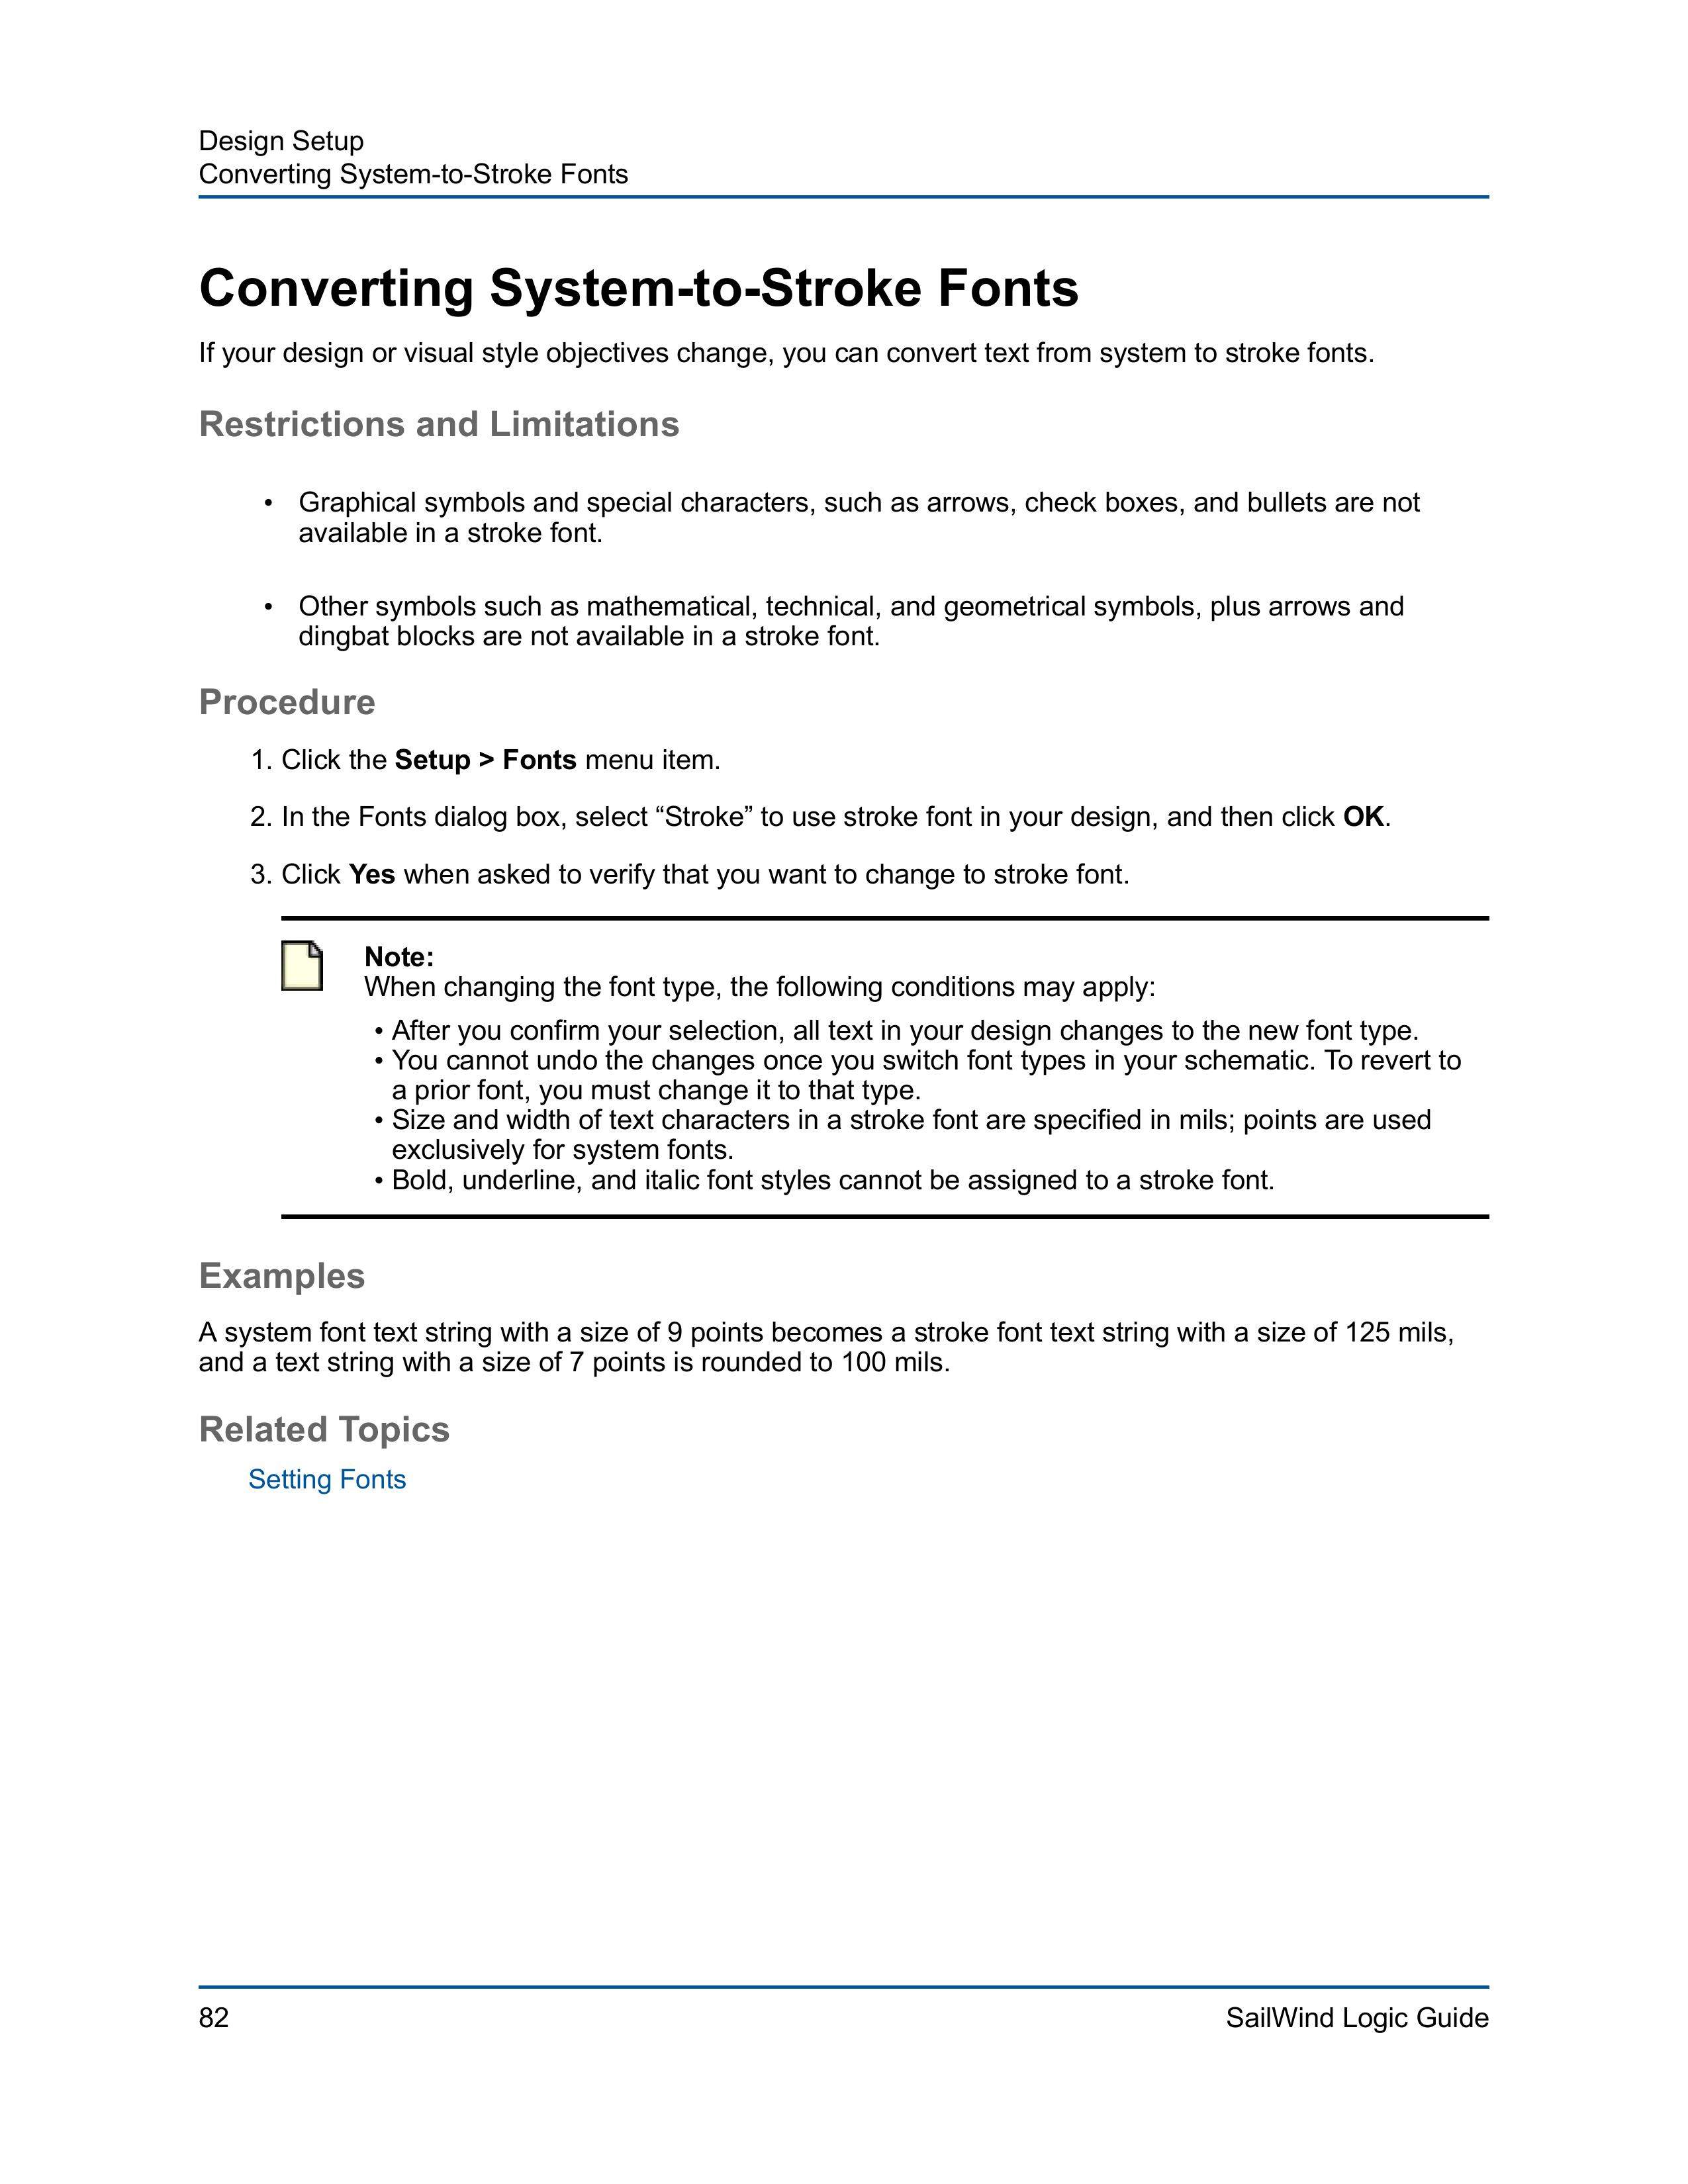 Design Setup
Converting System-to-Stroke Fonts
Converting System-to-Stroke Fonts
If your design or visual style objectives change, you can convert text from system to stroke fonts.
Restrictions and Limitations
• Graphical symbols and special characters, such as arrows, check boxes, and bullets are not
available in a stroke font.
• Other symbols such as mathematical, technical, and geometrical symbols, plus arrows and
dingbat blocks are not available in a stroke font.
Procedure
1. Click the Setup > Fonts menu item.
2. In the Fonts dialog box, select “Stroke” to use stroke font in your design, and then click OK.
3. Click Yes when asked to verify that you want to change to stroke font.
Note:
When changing the font type, the following conditions may apply:
• After you confirm your selection, all text in your design changes to the new font type.
• You cannot undo the changes once you switch font types in your schematic. To revert to
a prior font, you must change it to that type.
• Size and width of text characters in a stroke font are specified in mils; points are used
exclusively for system fonts.
• Bold, underline, and italic font styles cannot be assigned to a stroke font.
Examples
A system font text string with a size of 9 points becomes a stroke font text string with a size of 125 mils,
and a text string with a size of 7 points is rounded to 100 mils.
Related Topics
Setting Fonts
82
SailWind Logic Guide